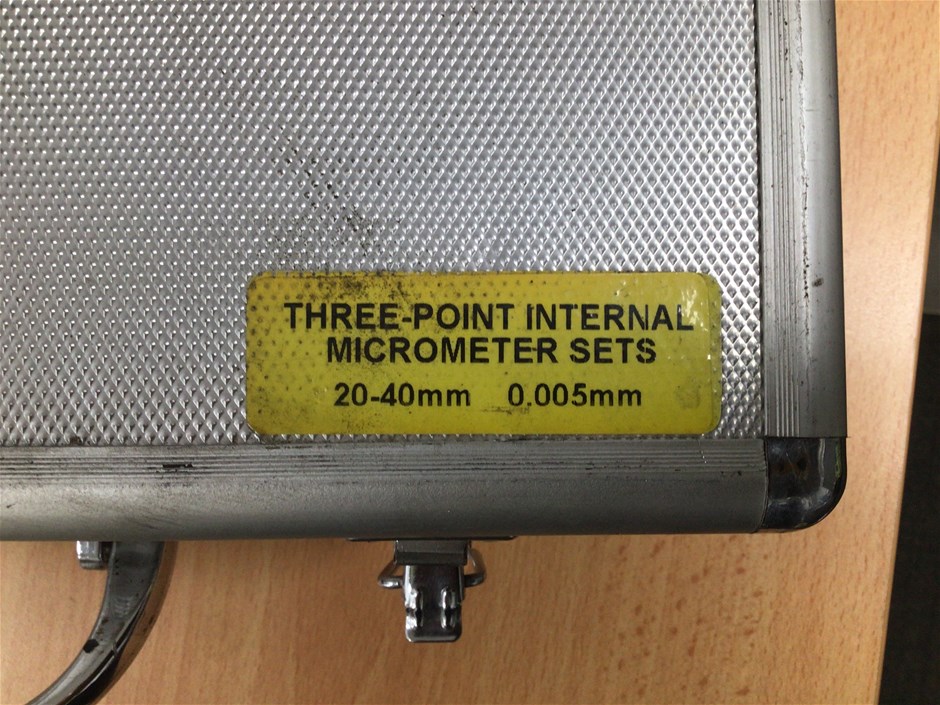 THREE-POINT INTERNAL
MICROMETER SETS
20-40mm 0.005mm